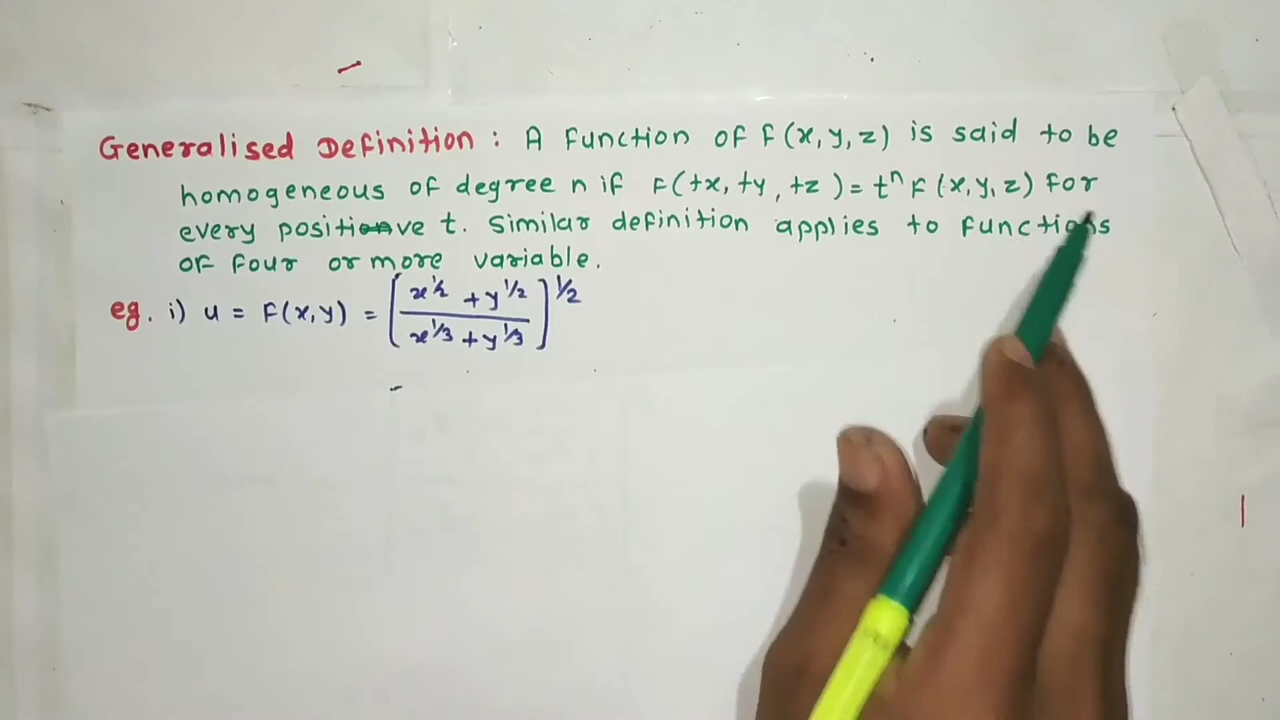 Generalised Definition : A function of F(x, y, z) is said to be
homogeneous of degree n if F(tx, ty, tz) = tⁿ F(x, y, z) For
every positive t. Similar definition applies to functions
of four or more variable.
eg. i) u = F(x, y) = [ (x^1/2 + y^1/2) / (x^1/3 + y^1/3) ]^1/2